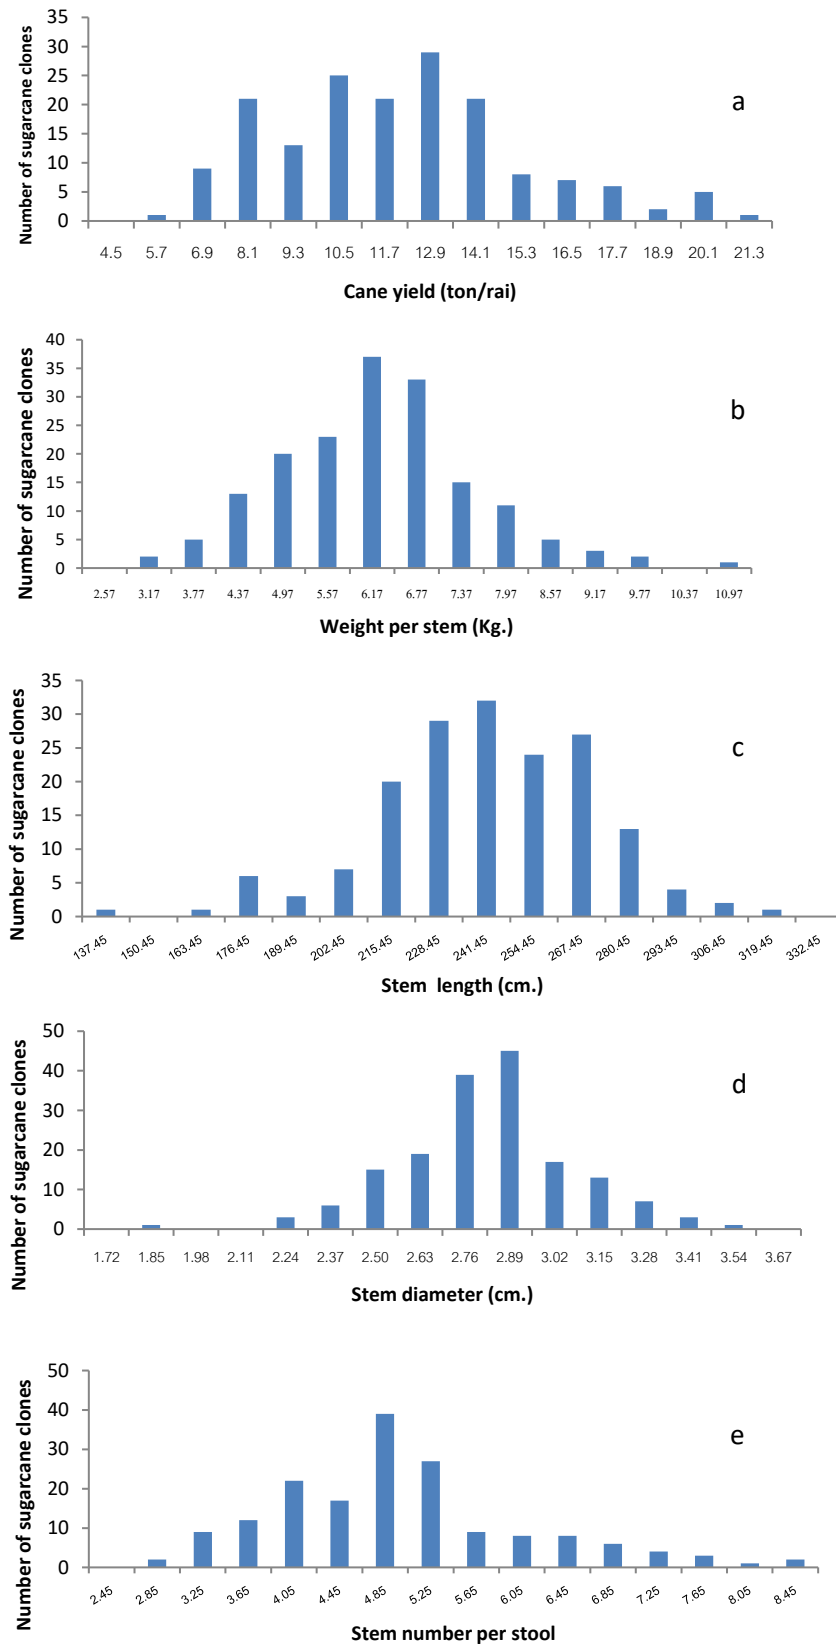 35
30
25
20
15
10
5
0
Number of sugarcane clones
a
4.5 5.7 6.9 8.1 9.3 10.5 11.7 12.9 14.1 15.3 16.5 17.7 18.9 20.1 21.3
Cane yield (ton/rai)
40
35
30
25
20
15
10
5
0
Number of sugarcane clones
b
2.57 3.17 3.77 4.37 4.97 5.57 6.17 6.77 7.37 7.97 8.57 9.17 9.77 10.37 10.97
Weight per stem (Kg.)
35
30
25
20
15
10
5
0
Number of sugarcane clones
c
137.45 150.45 163.45 176.45 189.45 202.45 215.45 228.45 241.45 254.45 267.45 280.45 293.45 306.45 319.45 332.45
Stem length (cm.)
50
40
30
20
10
0
Number of sugarcane clones
d
1.72 1.85 1.98 2.11 2.24 2.37 2.50 2.63 2.76 2.89 3.02 3.15 3.28 3.41 3.54 3.67
Stem diameter (cm.)
50
40
30
20
10
0
Number of sugarcane clones
e
2.45 2.85 3.25 3.65 4.05 4.45 4.85 5.25 5.65 6.05 6.45 6.85 7.25 7.65 8.05 8.45
Stem number per stool